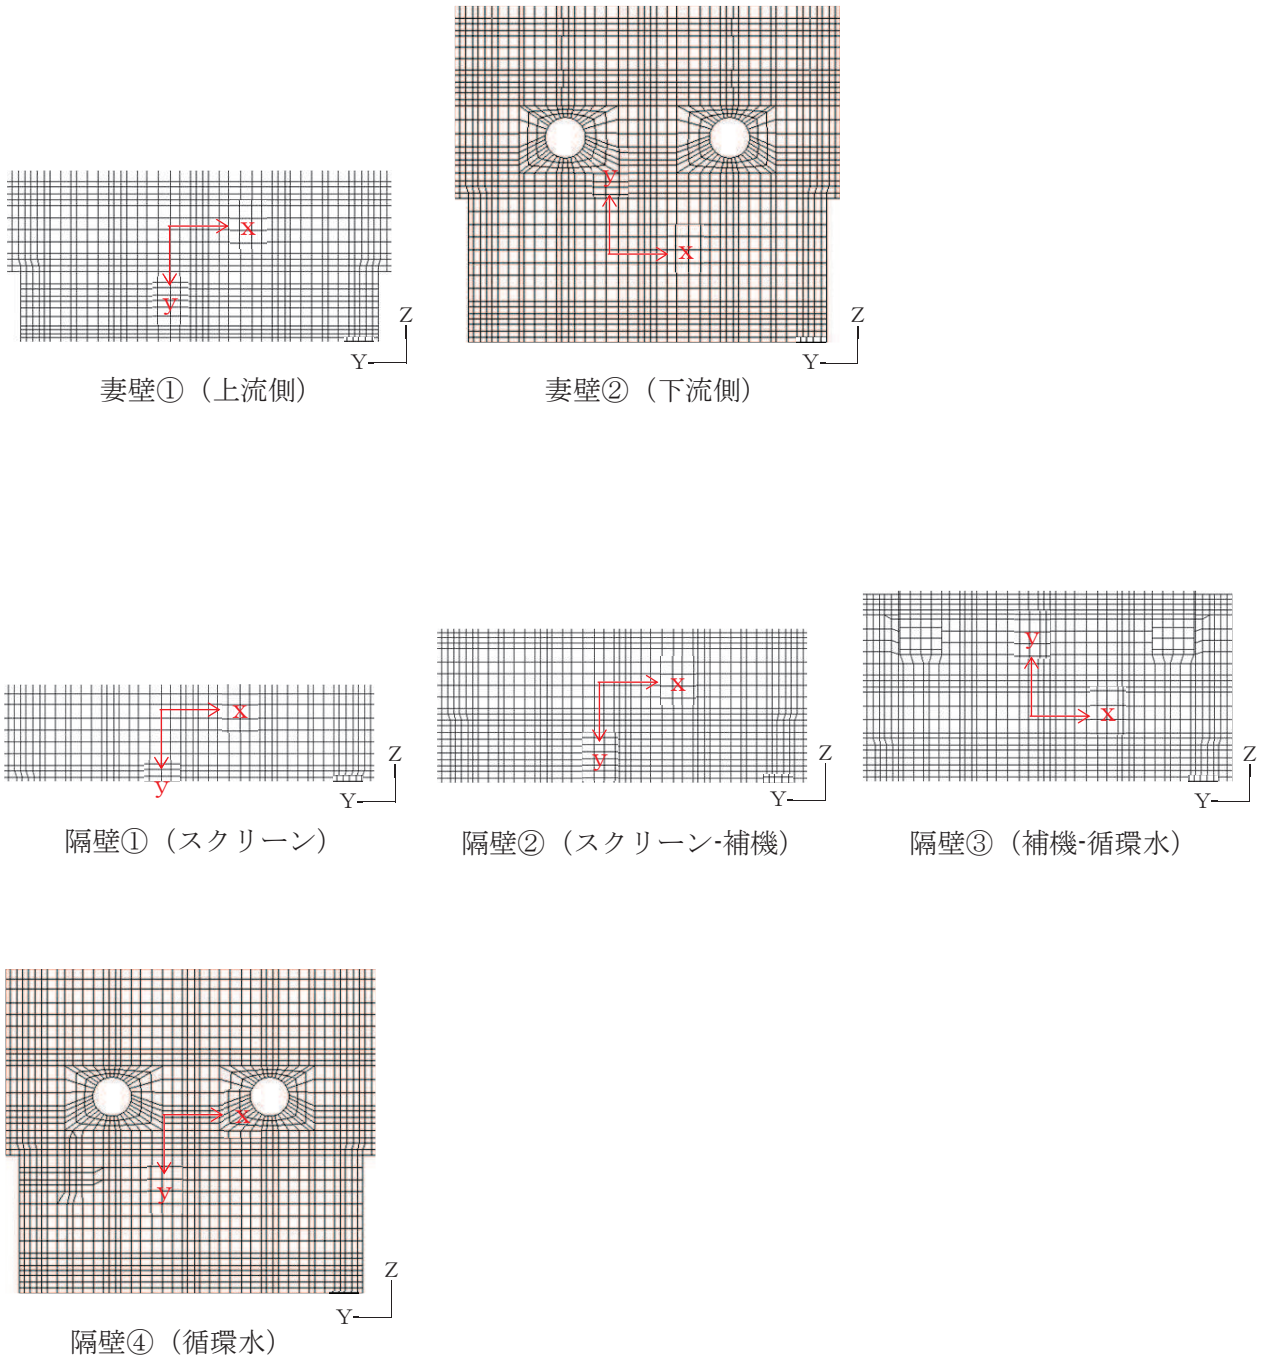 x
y
Z
Y
妻壁①（上流側）
y
x
Z
Y
妻壁②（下流側）
x
y
Z
Y
隔壁①（スクリーン）
x
y
Z
Y
隔壁②（スクリーン-補機）
y
x
Z
Y
隔壁③（補機-循環水）
x
y
Z
Y
隔壁④（循環水）